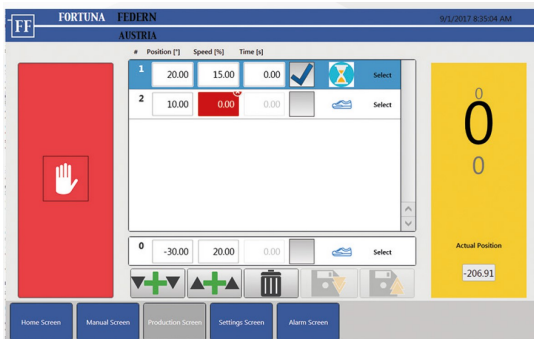 FF
FORTUNA FEDERN
AUSTRIA
9/1/2017 8:35:04 AM
# Position [°] Speed [%] Time [s]
1 20.00 15.00 0.00 Select
2 10.00 0.00 0.00 Select
0 -30.00 20.00 0.00 Select
0
0
0
Actual Position
-206.91
Home Screen Manual Screen Production Screen Settings Screen Alarm Screen